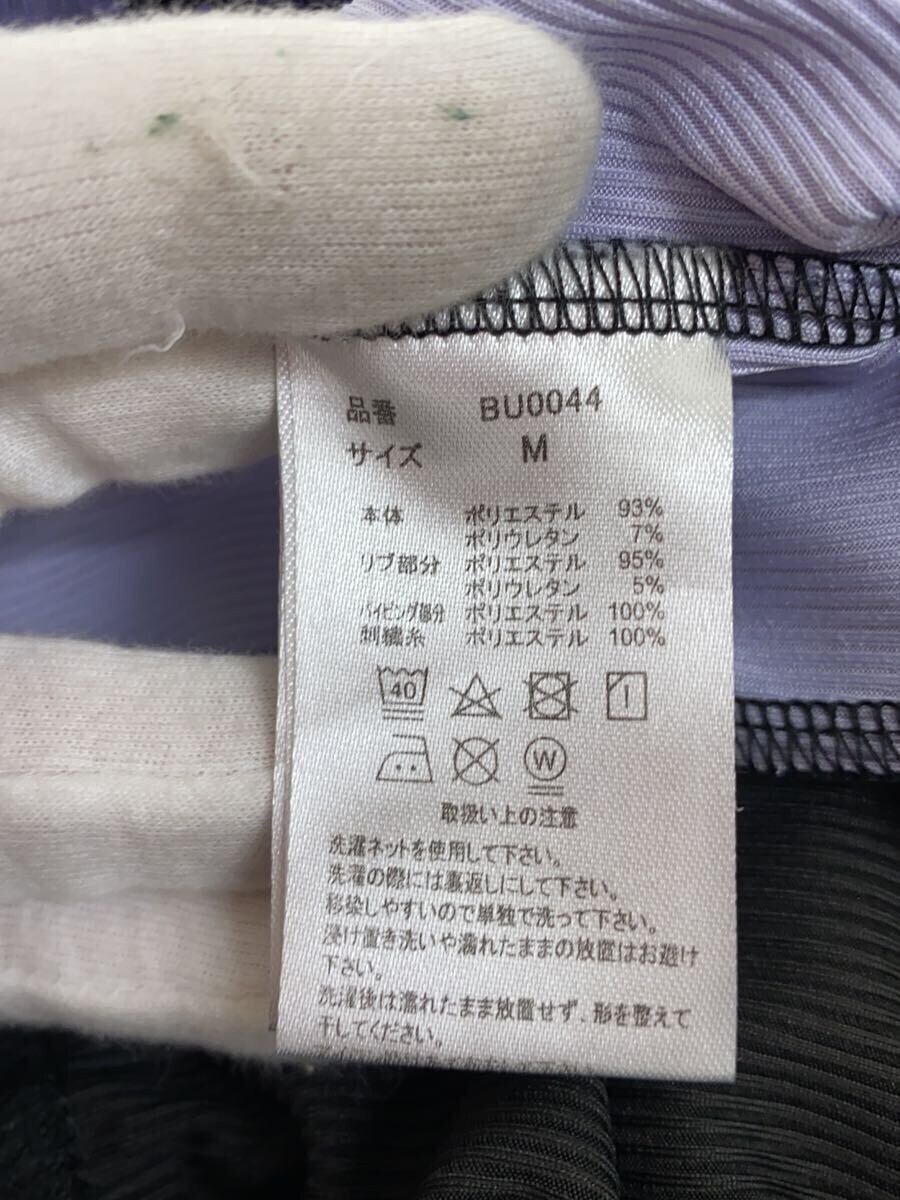 品番 BU0044
サイズ M
本体 ポリエステル 93%
ポリウレタン 7%
リブ部分 ポリエステル 95%
ポリウレタン 5%
パイピング部分 ポリエステル 100%
刺繍糸 ポリエステル 100%
40
W
取扱い上の注意
洗濯ネットを使用して下さい。
洗濯の際には裏返しにして下さい。
移染しやすいので単独で洗って下さい。
浸け置き洗いや濡れたままの放置はお避け
下さい。
洗濯後は濡れたまま放置せず、形を整えて
干してください。